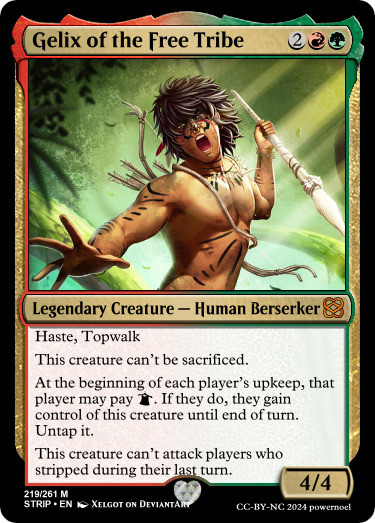 Gelix of the Free Tribe 2
Legendary Creature — Human Berserker
Haste, Topwalk
This creature can't be sacrificed.
At the beginning of each player's upkeep, that
player may pay . If they do, they gain
control of this creature until end of turn.
Untap it.
This creature can't attack players who
stripped during their last turn.
4/4
219/261 M
STRIP • EN Xelgot on DeviantArt
CC-BY-NC 2024 powernoel